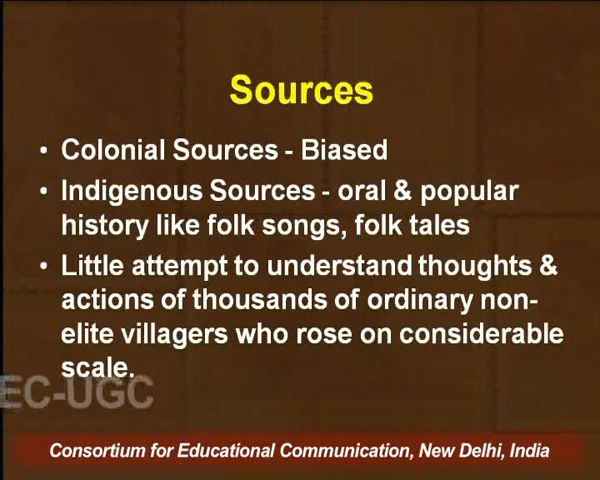 Sources
• Colonial Sources - Biased
• Indigenous Sources - oral & popular
history like folk songs, folk tales
• Little attempt to understand thoughts &
actions of thousands of ordinary non-
elite villagers who rose on considerable
scale.
EC-UGC
Consortium for Educational Communication, New Delhi, India